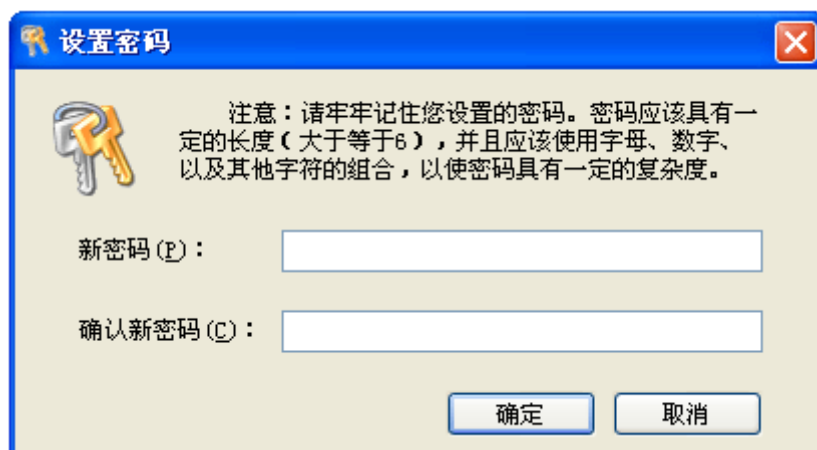 设置密码
注意：请牢牢记住您设置的密码。密码应该具有一
定的长度（大于等于6），并且应该使用字母、数字、
以及其他字符的组合，以使密码具有一定的复杂度。
新密码(P)：
确认新密码(C)：
确定 取消